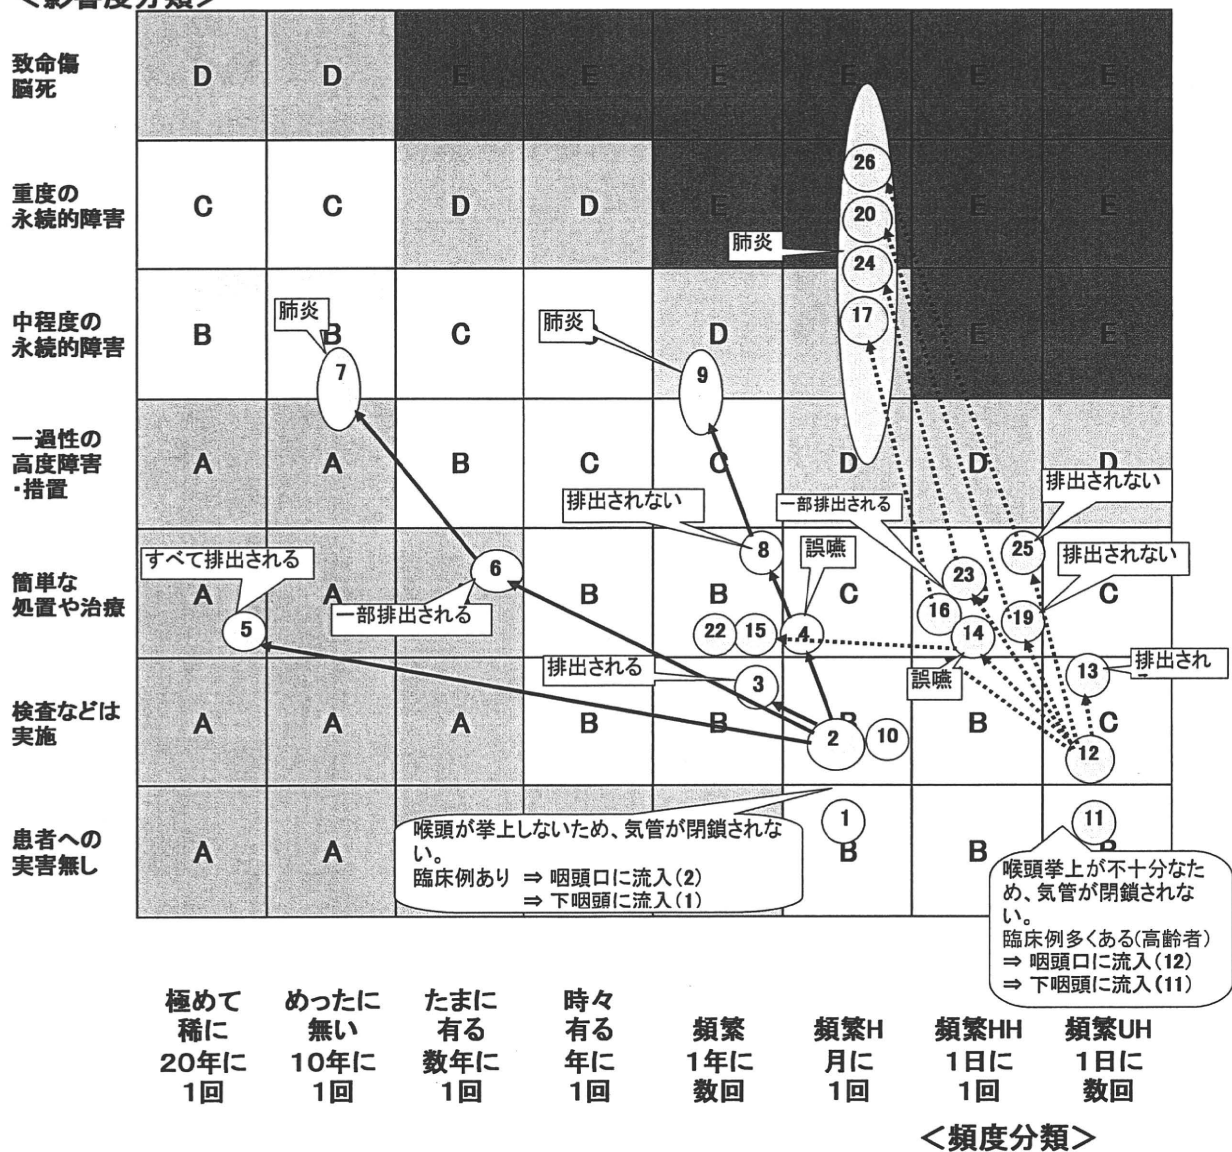 ＜影響度分類＞
致命傷
脳死
D D E E E E E E
重度の
永続的障害
C C D D E E E
26
20
24
17
肺炎
中程度の
永続的障害
B B C D E E
肺炎
7
肺炎
9
一過性の
高度障害
・措置
A A B C C D D D
排出されない
一部排出される
排出されない
簡単な
処置や治療
A A B B C C
すべて排出される
5
6
一部排出される
8
誤嚥
22 15 4
23
16
14
誤嚥
25
19
排出されない
検査などは
実施
A A A B B B B C
排出される
3
2
10
13
排出され
12
患者への
実害無し
A A B B
1
11
喉頭が挙上しないため、気管が閉鎖されな
い。
臨床例あり ⇒ 咽頭口に流入(2)
⇒ 下咽頭に流入(1)
喉頭挙上が不十分なた
め、気管が閉鎖されな
い。
臨床例多くある(高齢者)
⇒ 咽頭口に流入(12)
⇒ 下咽頭に流入(11)
極めて
稀に
20年に
1回
めったに
無い
10年に
1回
たまに
有る
数年に
1回
時々
有る
年に
1回
頻繁
1年に
数回
頻繁H
月に
1回
頻繁HH
1日に
1回
頻繁UH
1日に
数回
＜頻度分類＞